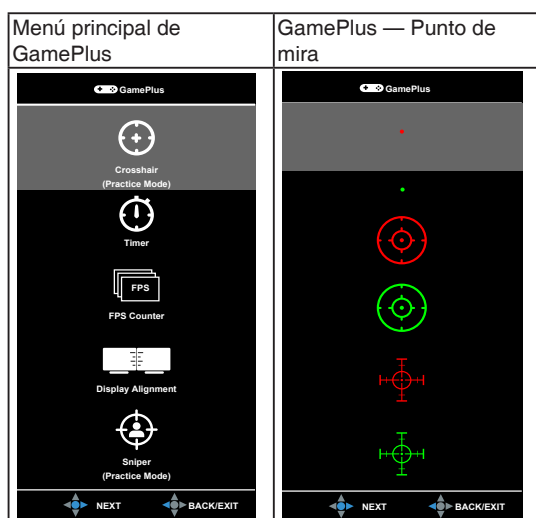 Menú principal de
GamePlus
GamePlus — Punto de
mira
GamePlus
Crosshair
(Practice Mode)
Timer
FPS
FPS Counter
Display Alignment
Sniper
(Practice Mode)
NEXT
BACK/EXIT
GamePlus
NEXT
BACK/EXIT